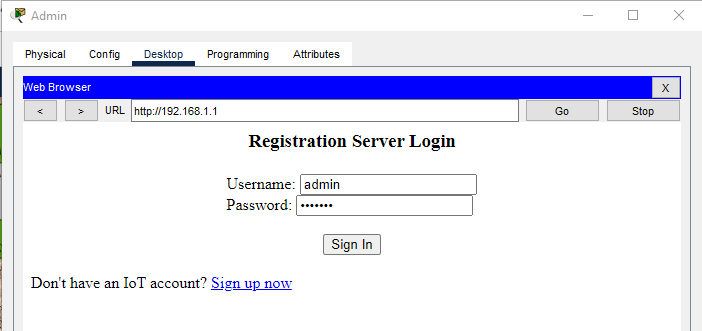 Admin
Physical Config Desktop Programming Attributes
Web Browser X
< > URL http://192.168.1.1 Go Stop
Registration Server Login
Username: admin
Password: •••••••
Sign In
Don't have an IoT account? Sign up now